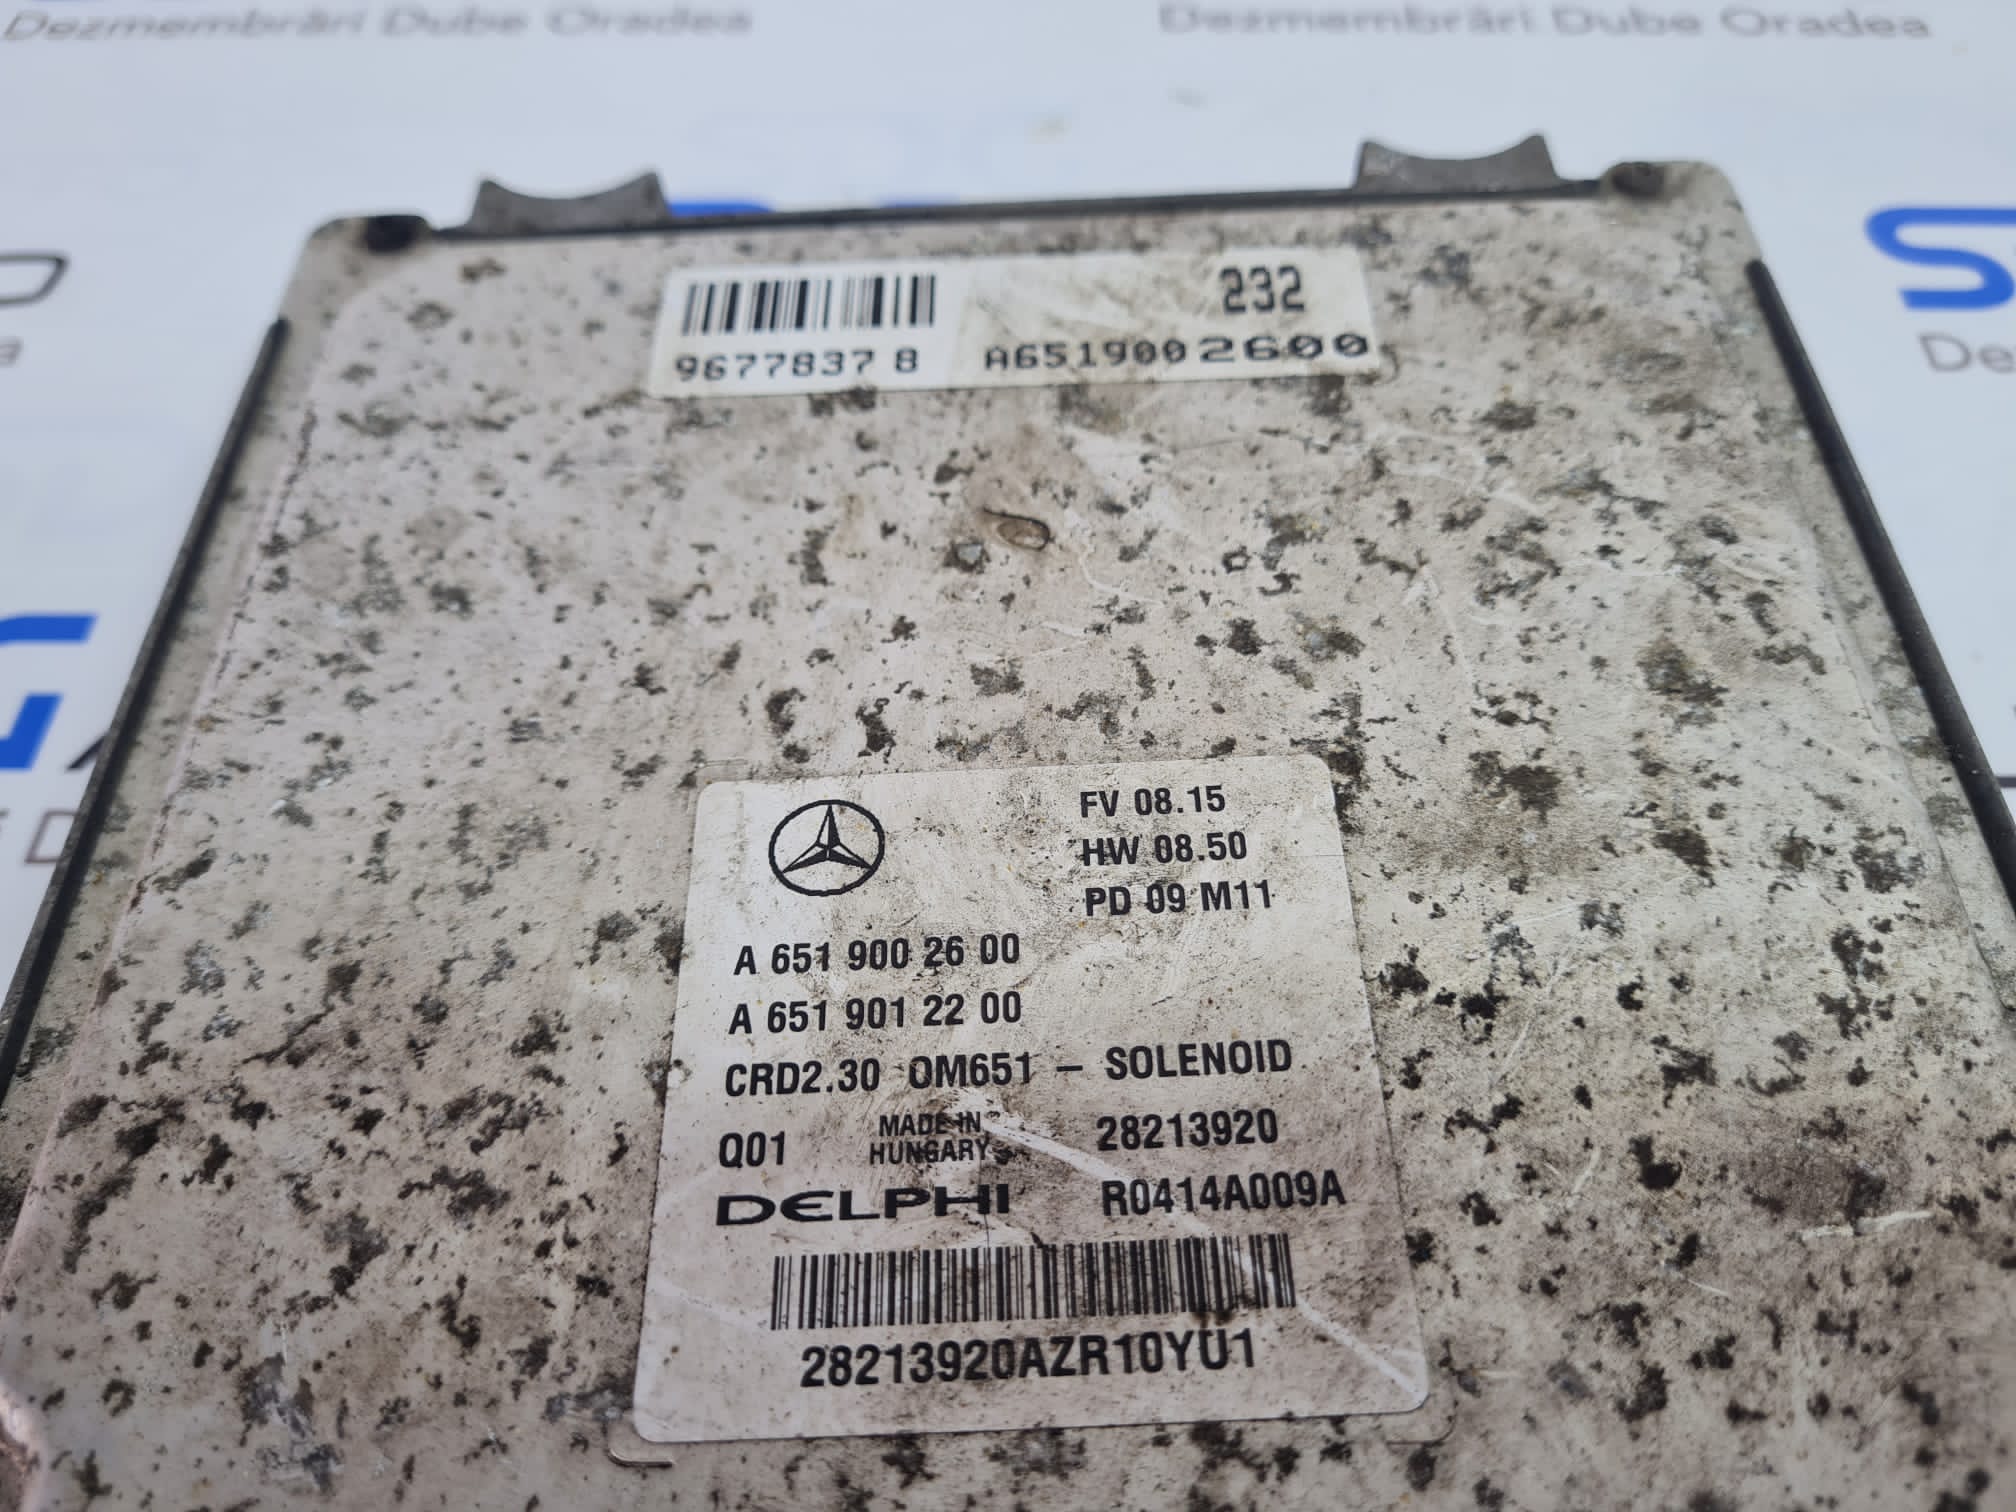 Dezmembrări Dube Oradea
Dezmembrări Dube Oradea
232
9677837 8 A6519002600
FV 08.15
HW 08.50
PD 09 M11
A 651 900 26 00
A 651 901 22 00
CRD2.30 OM651 – SOLENOID
Q01 MADE IN HUNGARY 28213920
DELPHI R0414A009A
28213920AZR10YU1